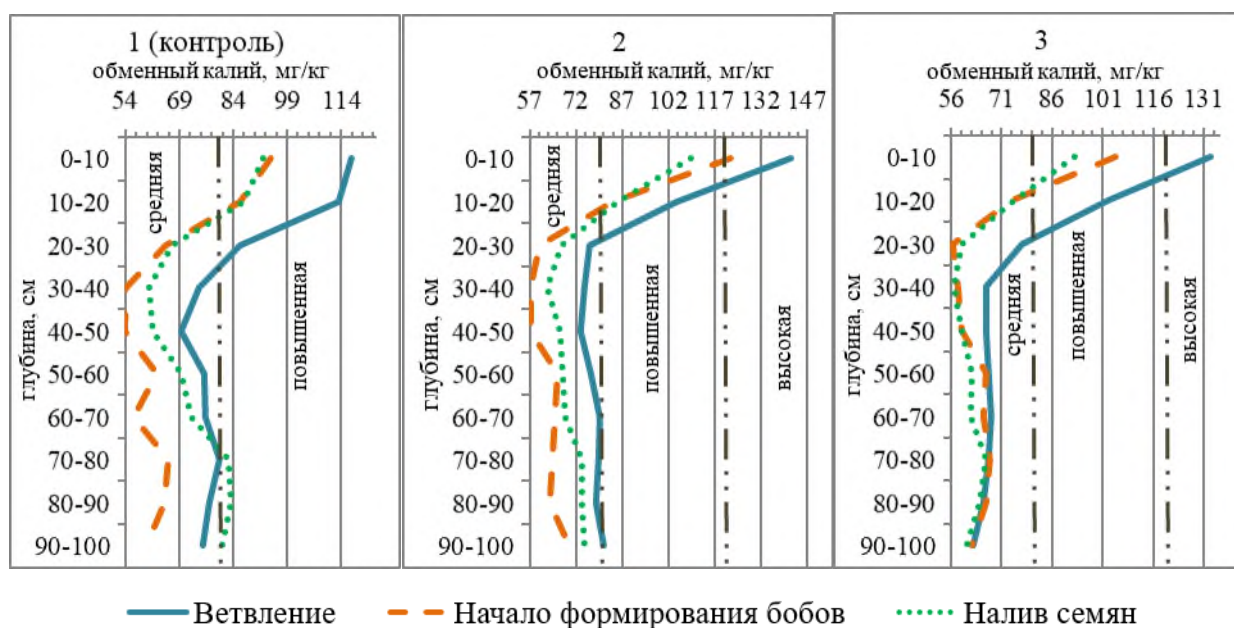 1 (контроль)
обменный калий, мг/кг
54 69 84 99 114
глубина, см
0-10
10-20
20-30
30-40
40-50
50-60
60-70
70-80
80-90
90-100
средняя
повышенная
2
обменный калий, мг/кг
57 72 87 102 117 132 147
глубина, см
0-10
10-20
20-30
30-40
40-50
50-60
60-70
70-80
80-90
90-100
средняя
повышенная
высокая
3
обменный калий, мг/кг
56 71 86 101 116 131
глубина, см
0-10
10-20
20-30
30-40
40-50
50-60
60-70
70-80
80-90
90-100
средняя
повышенная
высокая
Ветвление Начало формирования бобов Налив семян